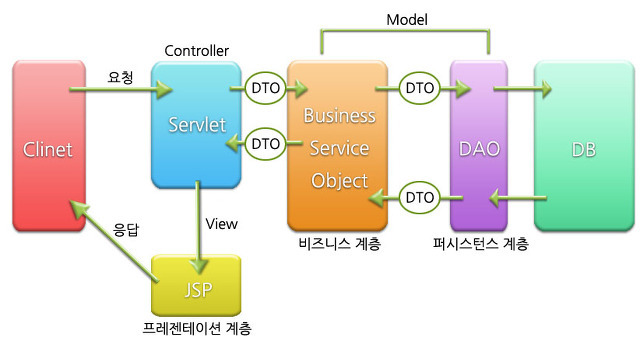 Model
Controller
요청
DTO
DTO
Clinet
Servlet
DTO
Business
Service
Object
DAO
DB
DTO
응답
View
비즈니스 계층
퍼시스턴스 계층
JSP
프레젠테이션 계층